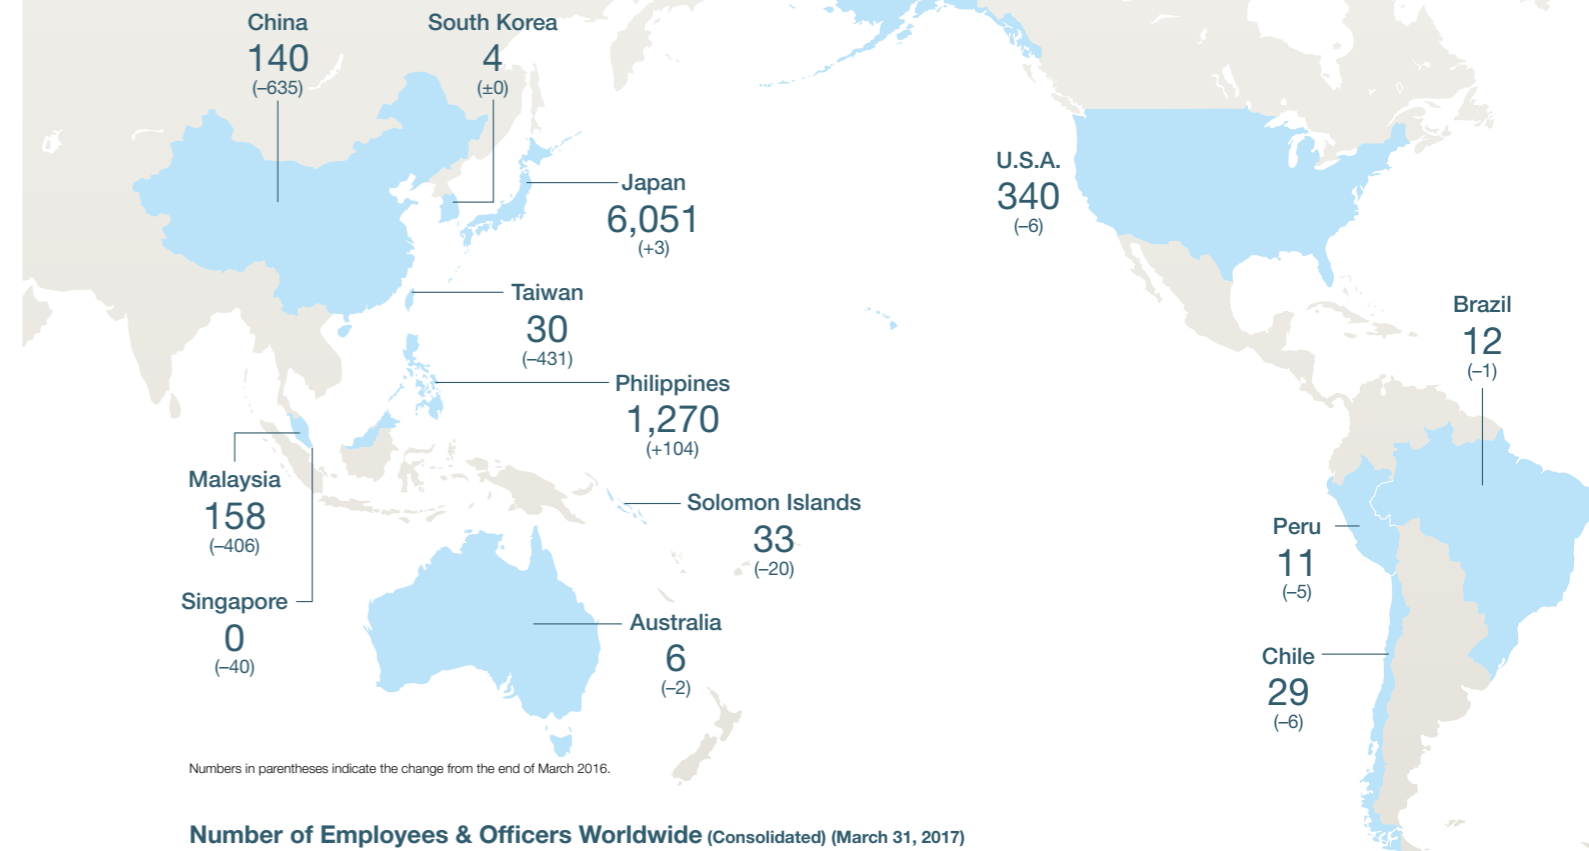 China
140
(–635)
South Korea
4
(±0)
Japan
6,051
(+3)
Taiwan
30
(–431)
Philippines
1,270
(+104)
Malaysia
158
(–406)
Singapore
0
(–40)
Solomon Islands
33
(–20)
Australia
6
(–2)
U.S.A.
340
(–6)
Brazil
12
(–1)
Peru
11
(–5)
Chile
29
(–6)
Numbers in parentheses indicate the change from the end of March 2016.
Number of Employees & Officers Worldwide (Consolidated) (March 31, 2017)